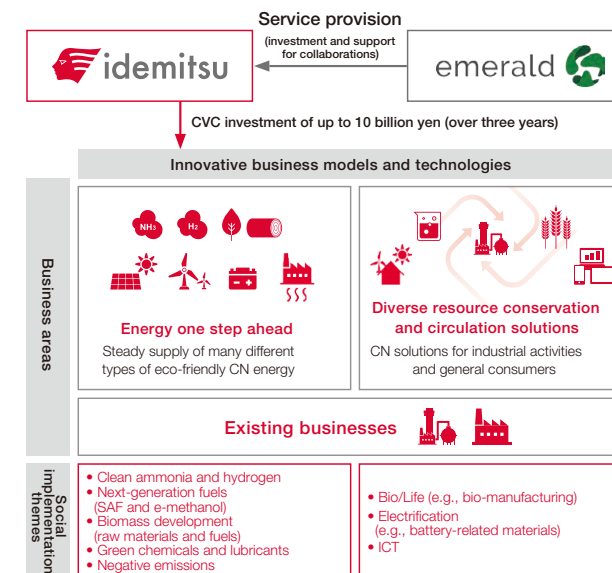 Service provision
(investment and support
for collaborations)
idemitsu
emerald
CVC investment of up to 10 billion yen (over three years)
Innovative business models and technologies
Business areas
NH₃
H₂
Energy one step ahead
Steady supply of many different
types of eco-friendly CN energy
Diverse resource conservation
and circulation solutions
CN solutions for industrial activities
and general consumers
Existing businesses
Social
implementation
themes
• Clean ammonia and hydrogen
• Next-generation fuels
(SAF and e-methanol)
• Biomass development
(raw materials and fuels)
• Green chemicals and lubricants
• Negative emissions
• Bio/Life (e.g., bio-manufacturing)
• Electrification
(e.g., battery-related materials)
• ICT